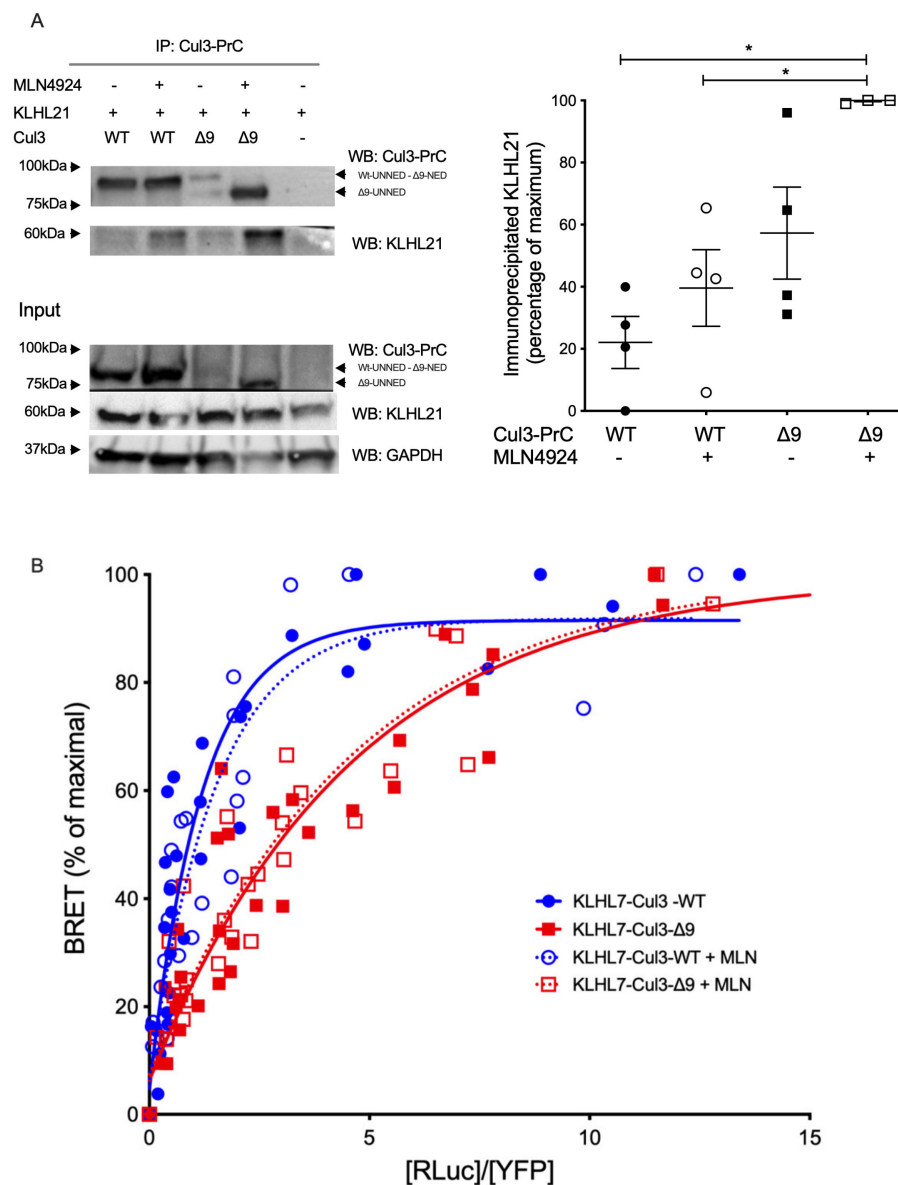 A
IP: Cul3-PrC
MLN4924 - + - + -
KLHL21 + + + + +
Cul3 WT WT Δ9 Δ9 -
WB: Cul3-PrC
100kDa
Wt-UNNED - Δ9-NED
Δ9-UNNED
75kDa
60kDa
WB: KLHL21
Input
100kDa
WB: Cul3-PrC
Wt-UNNED - Δ9-NED
75kDa
Δ9-UNNED
60kDa
WB: KLHL21
37kDa
WB: GAPDH
*
*
Immunoprecipitated KLHL21
(percentage of maximum)
100
80
60
40
20
0
Cul3-PrC WT WT Δ9 Δ9
MLN4924 - + - +
B
BRET (% of maximal)
100
80
60
40
20
0
KLHL7-Cul3 -WT
KLHL7-Cul3-Δ9
KLHL7-Cul3-WT + MLN
KLHL7-Cul3-Δ9 + MLN
0 5 10 15
[RLuc]/[YFP]